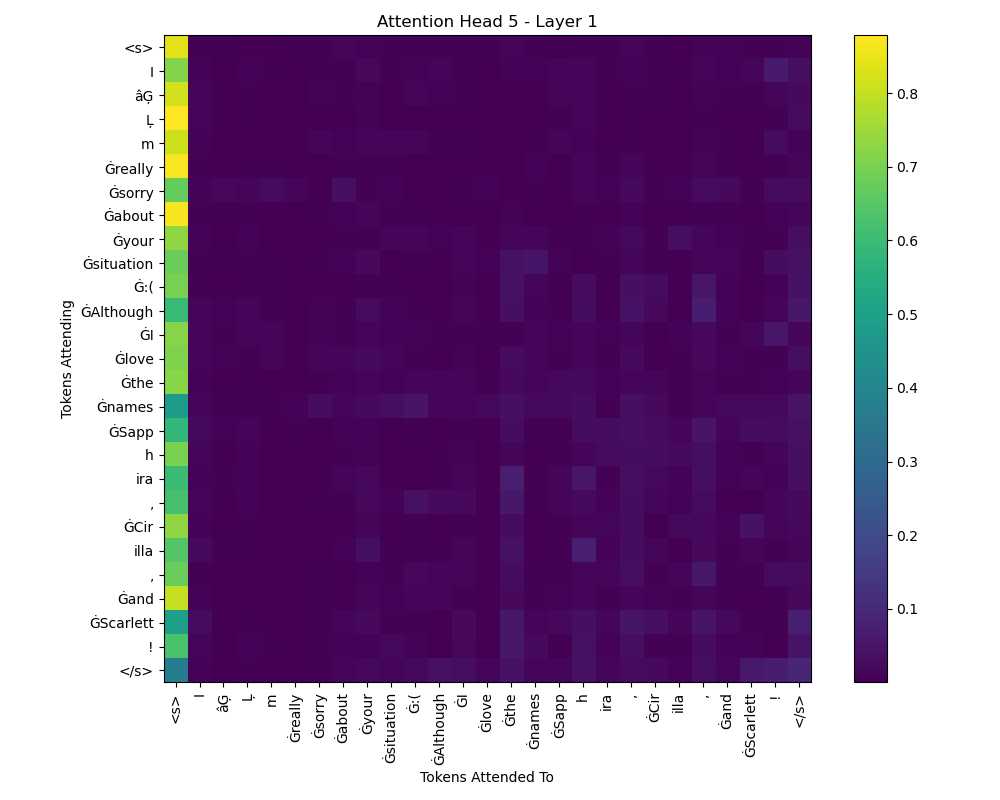 Attention Head 5 - Layer 1
Tokens Attending
<s>
I
âĢ
Ļ
m
Ġreally
Ġsorry
Ġabout
Ġyour
Ġsituation
Ġ:(
ĠAlthough
ĠI
Ġlove
Ġthe
Ġnames
ĠSapp
h
ira
,
ĠCir
illa
,
Ġand
ĠScarlett
!
</s>
<s>
I
âĢ
Ļ
m
Ġreally
Ġsorry
Ġabout
Ġyour
Ġsituation
Ġ:(
ĠAlthough
ĠI
Ġlove
Ġthe
Ġnames
ĠSapp
h
ira
,
ĠCir
illa
,
Ġand
ĠScarlett
!
</s>
Tokens Attended To
0.8
0.7
0.6
0.5
0.4
0.3
0.2
0.1